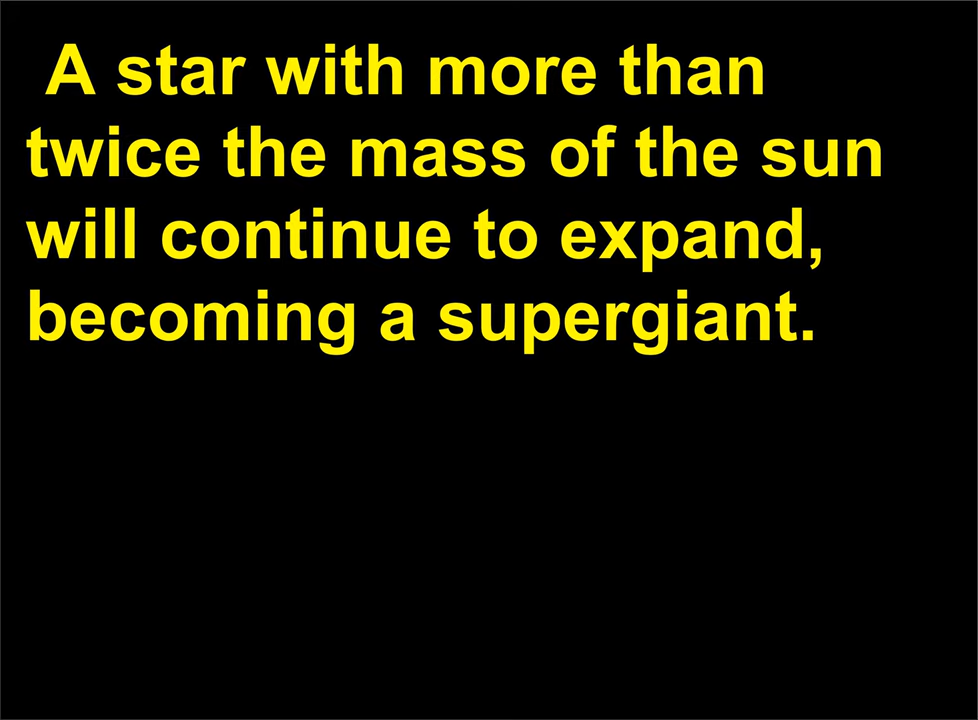 A star with more than
twice the mass of the sun
will continue to expand,
becoming a supergiant.